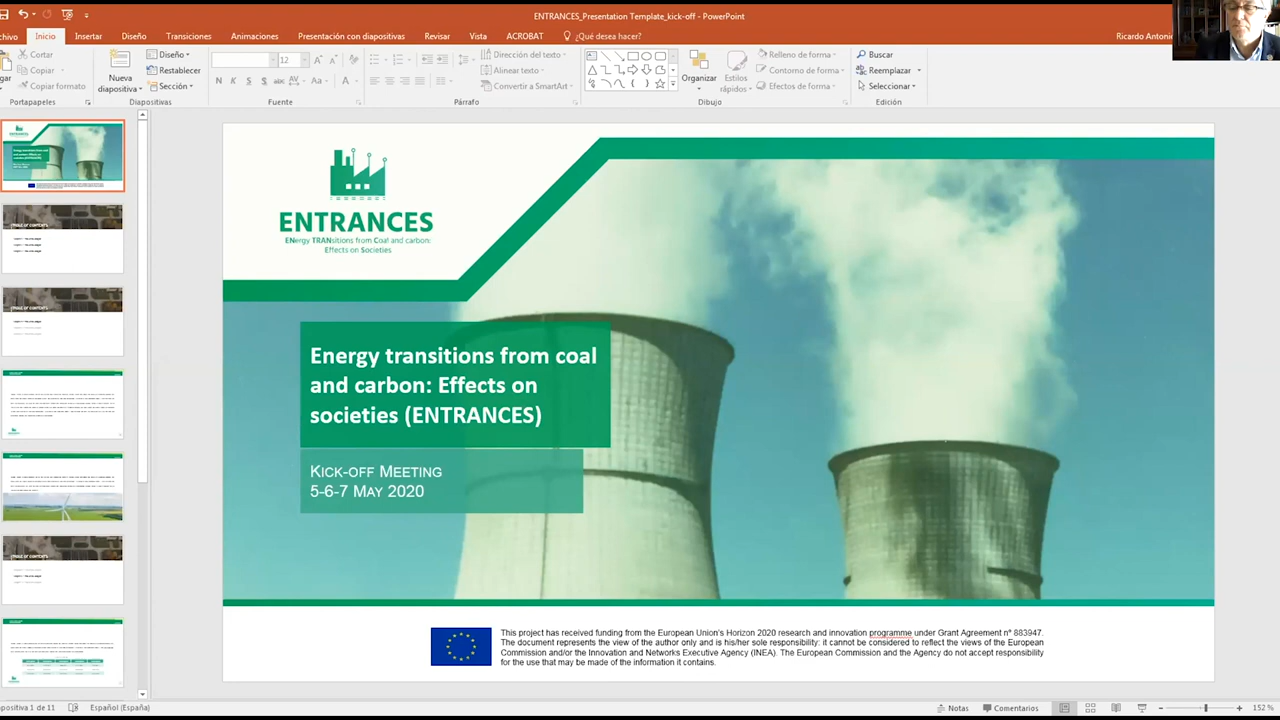 ENTRANCES_Presentation Template_kick-off - PowerPoint
Inicio Insertar Diseño Transiciones Animaciones Presentación con diapositivas Revisar Vista ACROBAT ¿Qué desea hacer?
Cortar
Copiar
Copiar formato
Portapapeles
Nueva
diapositiva
Diseño
Restablecer
Sección
Diapositivas
12
N K S S abc AV Aa A
Fuente
Dirección del texto
Alinear texto
Convertir a SmartArt
Párrafo
Organizar
Estilos
rápidos
Relleno de forma
Contorno de forma
Efectos de forma
Dibujo
Buscar
Reemplazar
Seleccionar
Edición
ENTRANCES
ENergy TRANsitions from Coal and carbon:
Effects on Societies
Energy transitions from coal
and carbon: Effects on
societies (ENTRANCES)
Kick-off Meeting
5-6-7 May 2020
This project has received funding from the European Union's Horizon 2020 research and innovation programme under Grant Agreement nº 883947.
The document represents the view of the author only and is his/her sole responsibility: it cannot be considered to reflect the views of the European
Commission and/or the Innovation and Networks Executive Agency (INEA). The European Commission and the Agency do not accept responsibility
for the use that may be made of the information it contains.
1 de 11 Español (España) Notas Comentarios 152 %